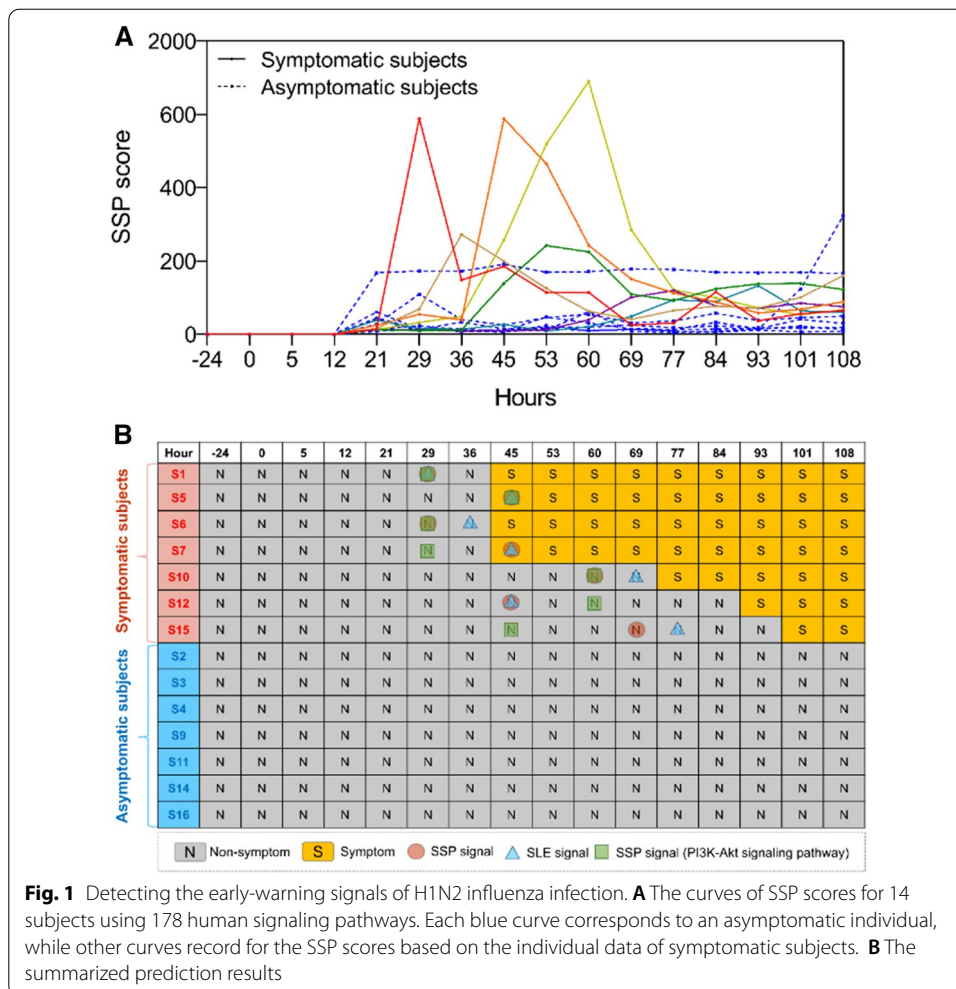 A
2000
600
400
200
0
SSP score
Symptomatic subjects
Asymptomatic subjects
-24 0 5 12 21 29 36 45 53 60 69 77 84 93 101 108
Hours
B
Hour -24 0 5 12 21 29 36 45 53 60 69 77 84 93 101 108
Symptomatic subjects
S1 N N N N N N S S S S S S S S S
S5 N N N N N N N S S S S S S S S
S6 N N N N N N S S S S S S S S S
S7 N N N N N N N S S S S S S S S
S10 N N N N N N N N N N N S S S S S
S12 N N N N N N N N N N N N S S S
S15 N N N N N N N N N N N N N S S
Asymptomatic subjects
S2 N N N N N N N N N N N N N N N N
S3 N N N N N N N N N N N N N N N N
S4 N N N N N N N N N N N N N N N N
S9 N N N N N N N N N N N N N N N N
S11 N N N N N N N N N N N N N N N N
S14 N N N N N N N N N N N N N N N N
S16 N N N N N N N N N N N N N N N N
N Non-symptom S Symptom SSP signal SLE signal SSP signal (PI3K-Akt signaling pathway)
Fig. 1 Detecting the early-warning signals of H1N2 influenza infection. A The curves of SSP scores for 14
subjects using 178 human signaling pathways. Each blue curve corresponds to an asymptomatic individual,
while other curves record for the SSP scores based on the individual data of symptomatic subjects. B The
summarized prediction results